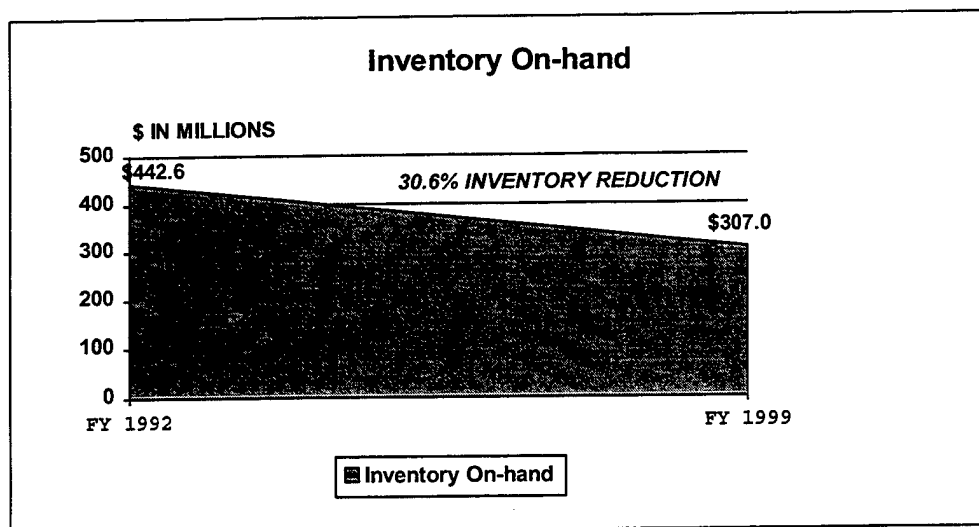 Inventory On-hand
$ IN MILLIONS
500
$442.6
30.6% INVENTORY REDUCTION
400
$307.0
300
200
100
0
FY 1992
FY 1999
Inventory On-hand